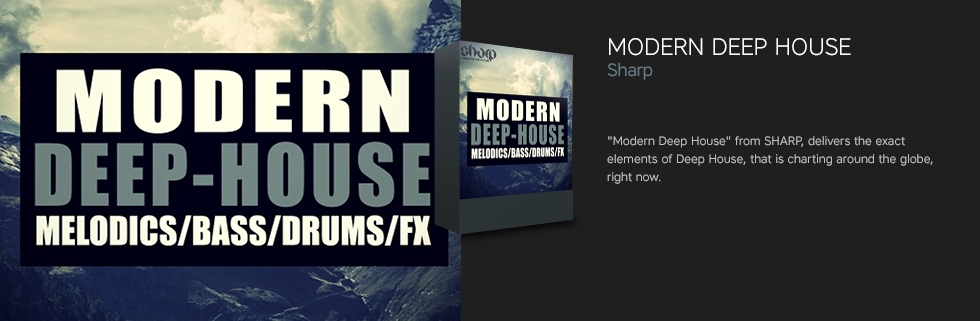 MODERN
DEEP-HOUSE
MELODICS/BASS/DRUMS/FX
sharp
MODERN
DEEP-HOUSE
MELODICS/BASS/DRUMS/FX
MODERN DEEP HOUSE
Sharp
"Modern Deep House" from SHARP, delivers the exact
elements of Deep House, that is charting around the globe,
right now.